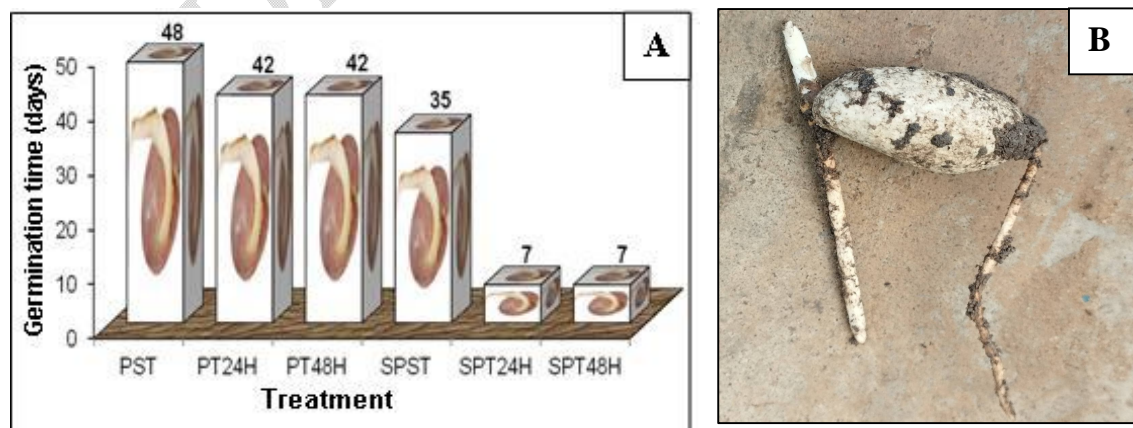 A
Germination time (days)
50
40
30
20
10
0
48
42
42
35
7
7
PST
PT24H
PT48H
SPST
SPT24H
SPT48H
Treatment
B